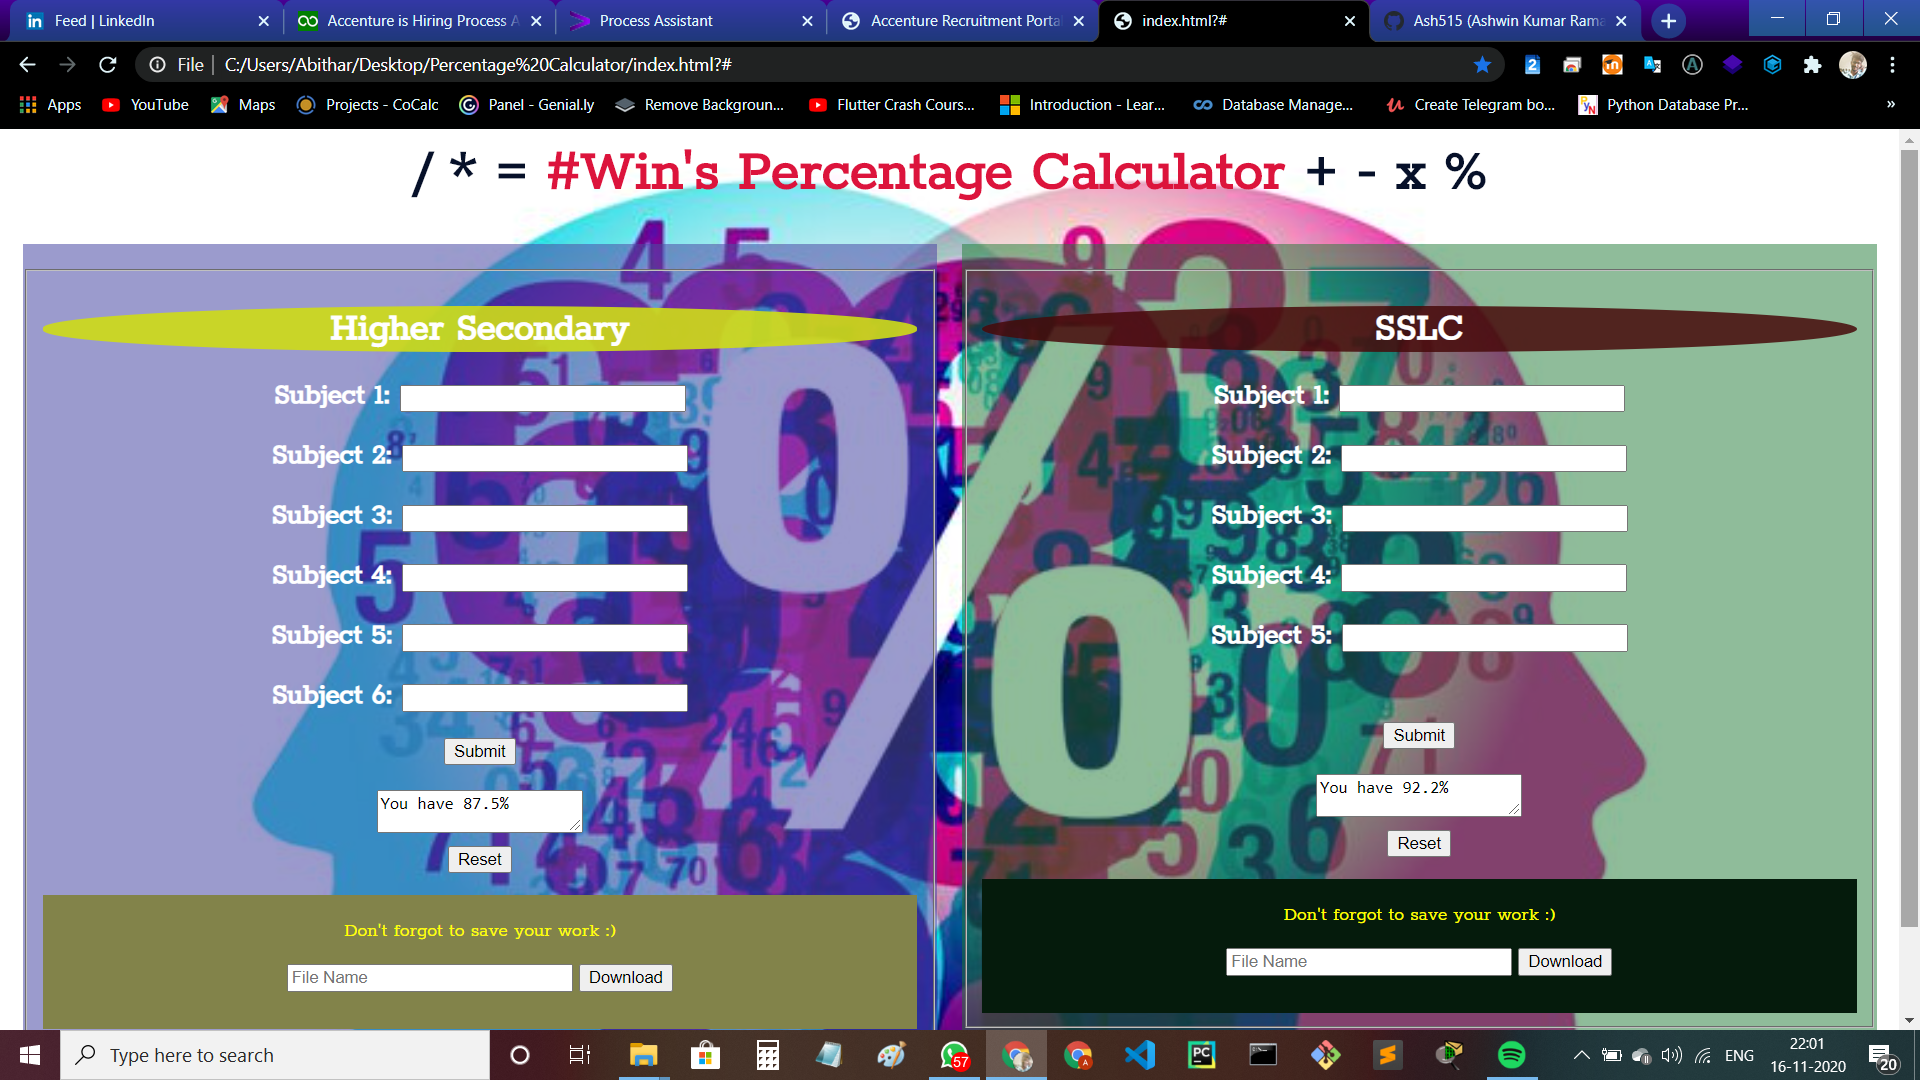 Feed | LinkedIn
Accenture is Hiring Process A
Process Assistant
Accenture Recruitment Porta
index.html?#
Ash515 (Ashwin Kumar Rama
File
C:/Users/Abithar/Desktop/Percentage%20Calculator/index.html?#
Apps
YouTube
Maps
Projects - CoCalc
Panel - Genial.ly
Remove Backgroun...
Flutter Crash Cours...
Introduction - Lear...
Database Manage...
Create Telegram bo...
Python Database Pr...
»
/ * = #Win's Percentage Calculator + - x %
Higher Secondary
Subject 1:
Subject 2:
Subject 3:
Subject 4:
Subject 5:
Subject 6:
Submit
You have 87.5%
Reset
Don't forgot to save your work :)
File Name
Download
SSLC
Subject 1:
Subject 2:
Subject 3:
Subject 4:
Subject 5:
Submit
You have 92.2%
Reset
Don't forgot to save your work :)
File Name
Download
Type here to search
57
ENG
22:01
16-11-2020
20